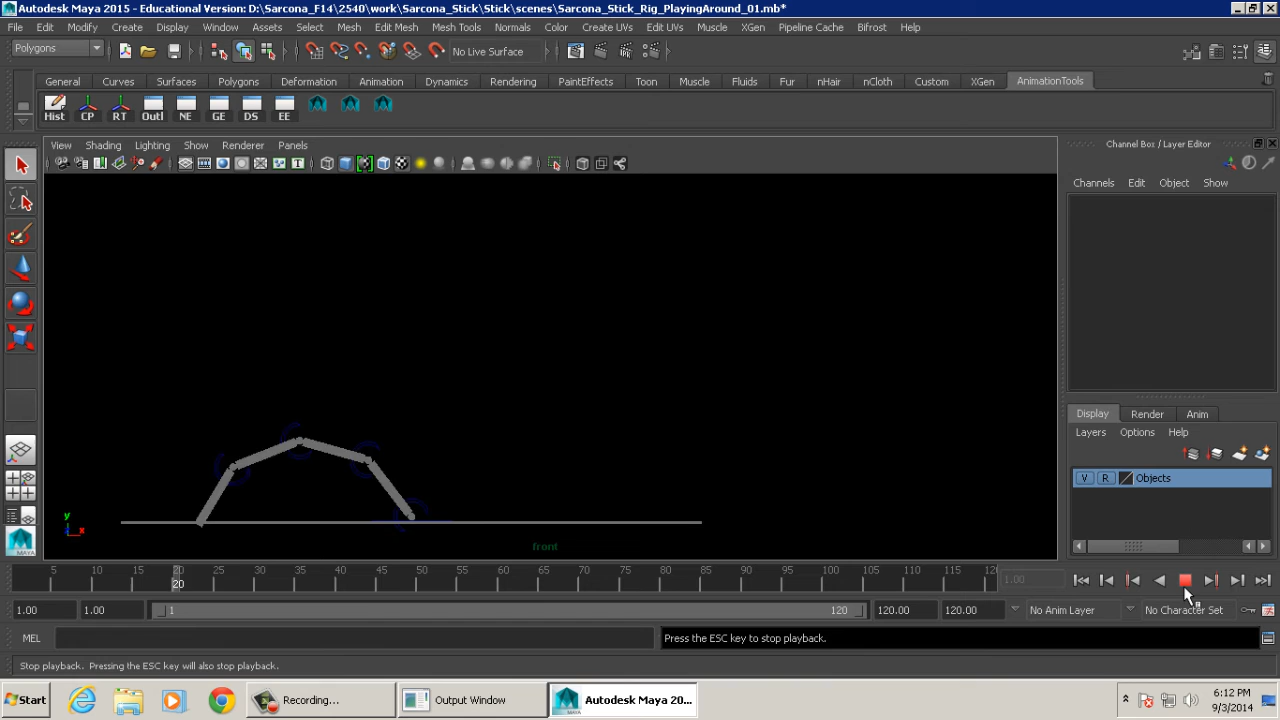 Autodesk Maya 2015 - Educational Version: D:\Sarcona_F14\2540\work\Sarcona_Stick\Stick\scenes\Sarcona_Stick_Rig_PlayingAround_01.mb*
File Edit Modify Create Display Window Assets Select Mesh Edit Mesh Mesh Tools Normals Color Create UVs Edit UVs Muscle XGen Pipeline Cache Bifrost Help
Polygons No Live Surface
General Curves Surfaces Polygons Deformation Animation Dynamics Rendering PaintEffects Toon Muscle Fluids Fur nHair nCloth Custom XGen AnimationTools
Hist CP RT Outl NE GE DS EE
View Shading Lighting Show Renderer Panels
Channel Box / Layer Editor
Channels Edit Object Show
Display Render Anim
Layers Options Help
V R Objects
y
x
front
MAYA
5 10 15 20 25 30 35 40 45 50 55 60 65 70 75 80 85 90 95 100 105 110 115 120
20
1.00
1.00 1.00 1 120 120.00 120.00 No Anim Layer No Character Set
MEL Press the ESC key to stop playback.
Stop playback. Pressing the ESC key will also stop playback.
Start Recording... Output Window Autodesk Maya 20... 6:12 PM
9/3/2014